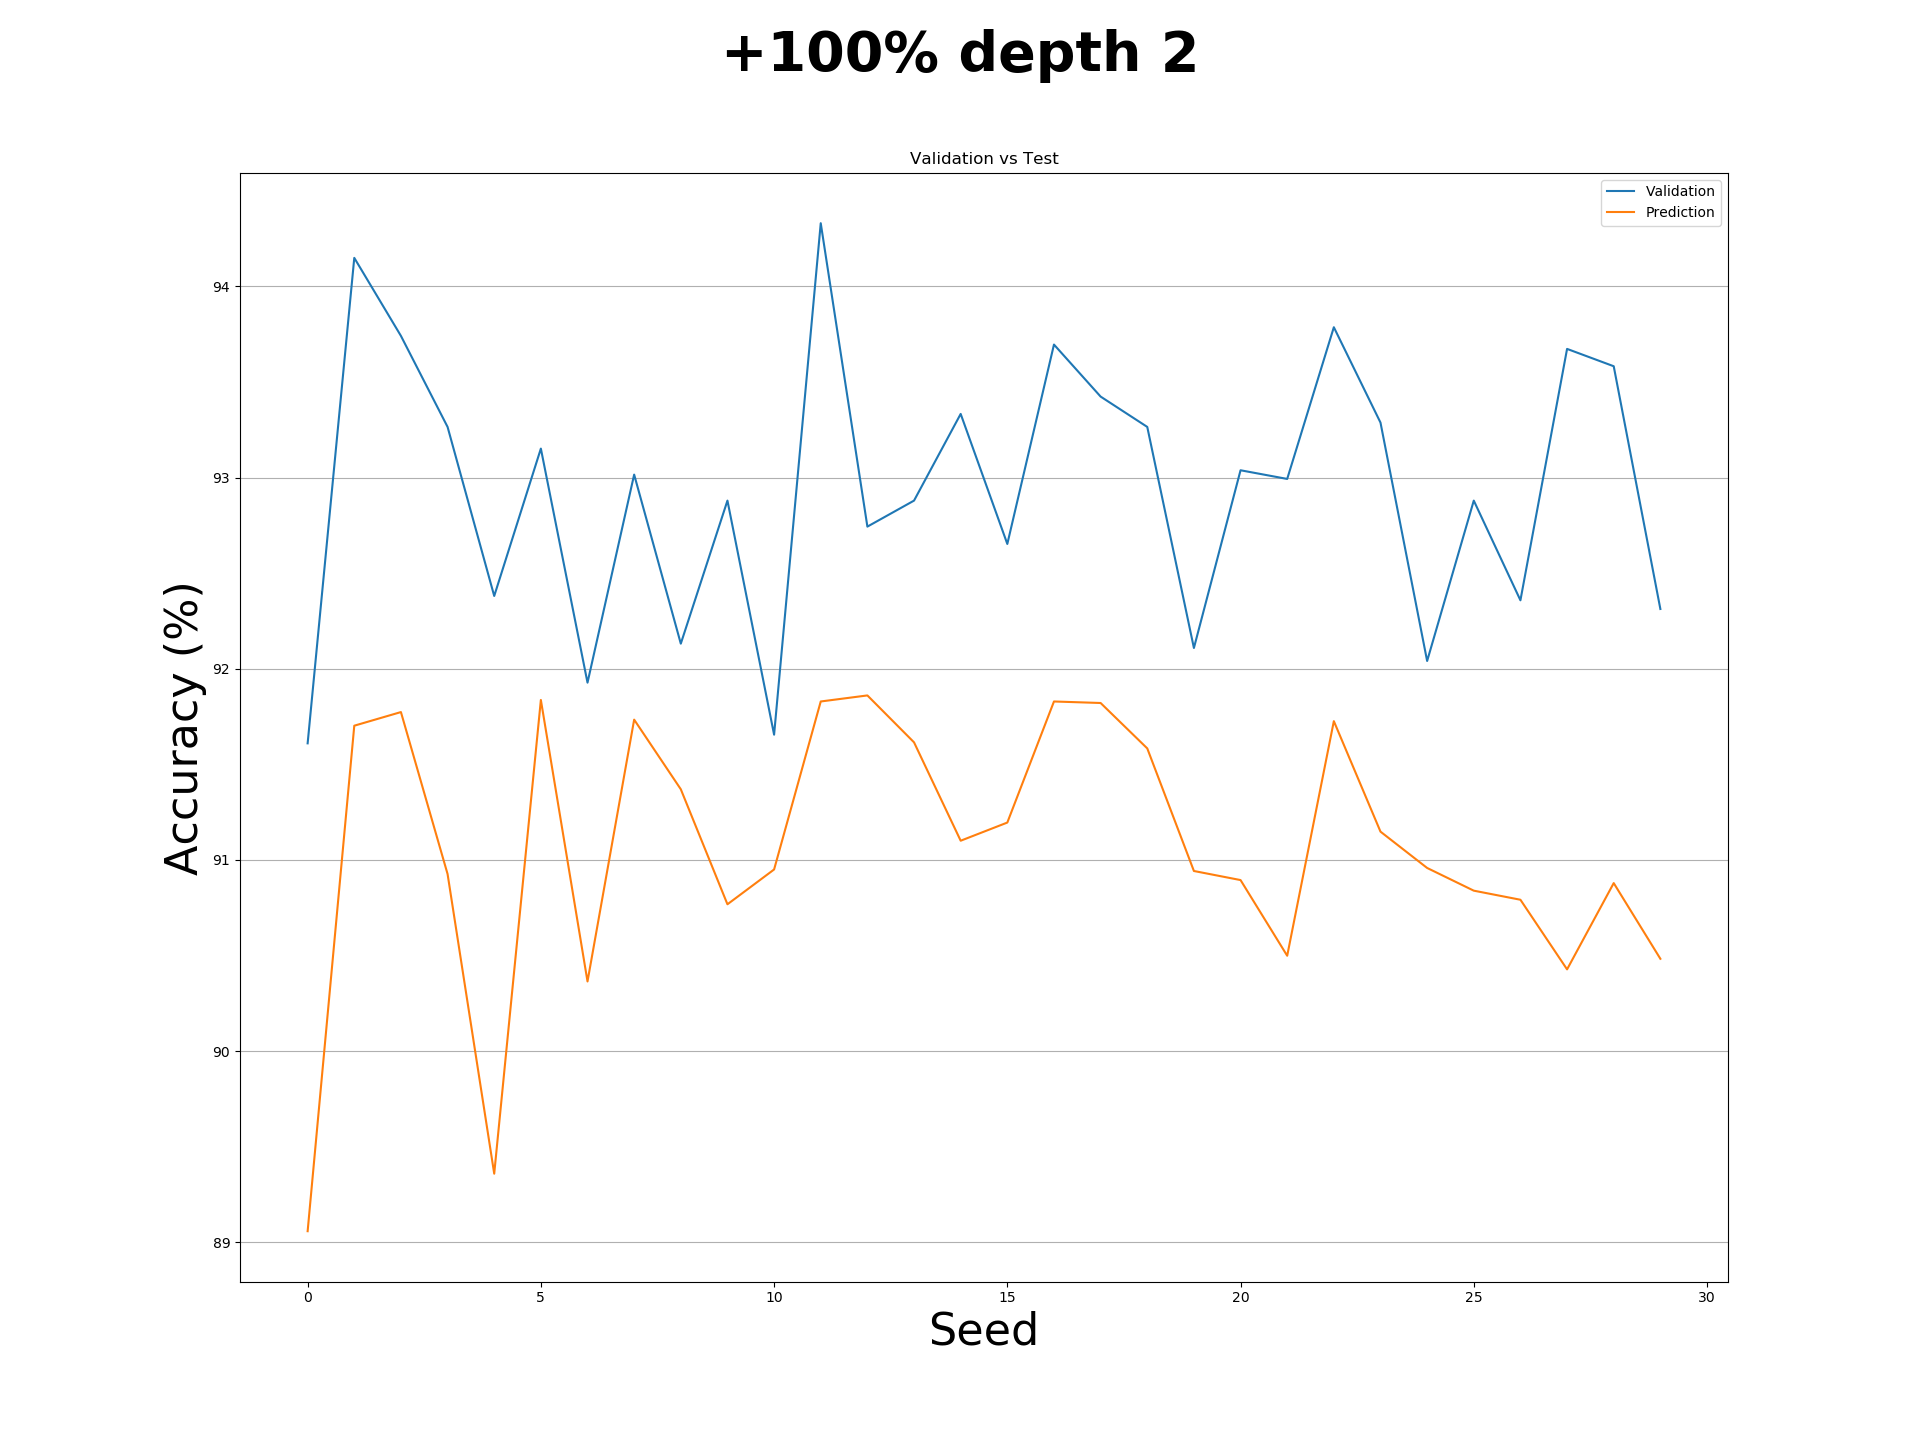 +100% depth 2
Validation vs Test
Validation
Prediction
94
93
92
91
90
89
Accuracy (%)
0 5 10 15 20 25 30
Seed